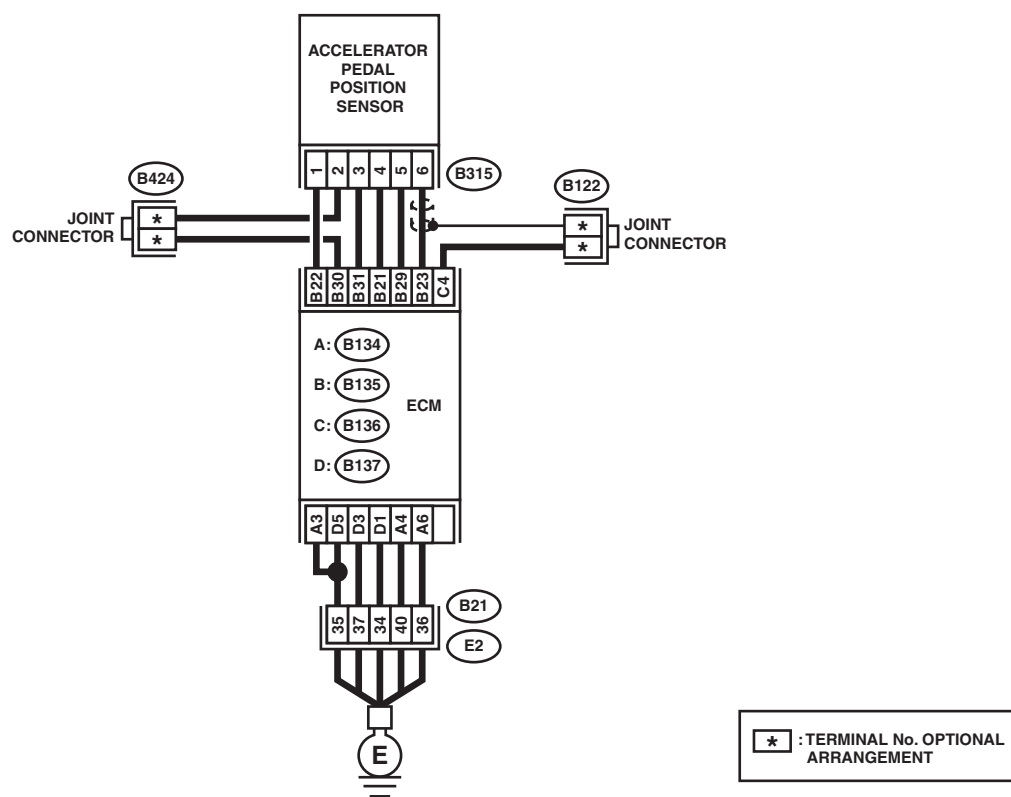 ACCELERATOR
PEDAL
POSITION
SENSOR
1 2 3 4 5 6
B315
B424
B122
JOINT
CONNECTOR
*
*
*
*
JOINT
CONNECTOR
B22 B30 B31 B21 B29 B23 C4
A: B134
B: B135
C: B136
D: B137
ECM
A3 D5 D3 D1 A4 A6
35 37 34 40 36
B21
E2
E
* : TERMINAL No. OPTIONAL
ARRANGEMENT